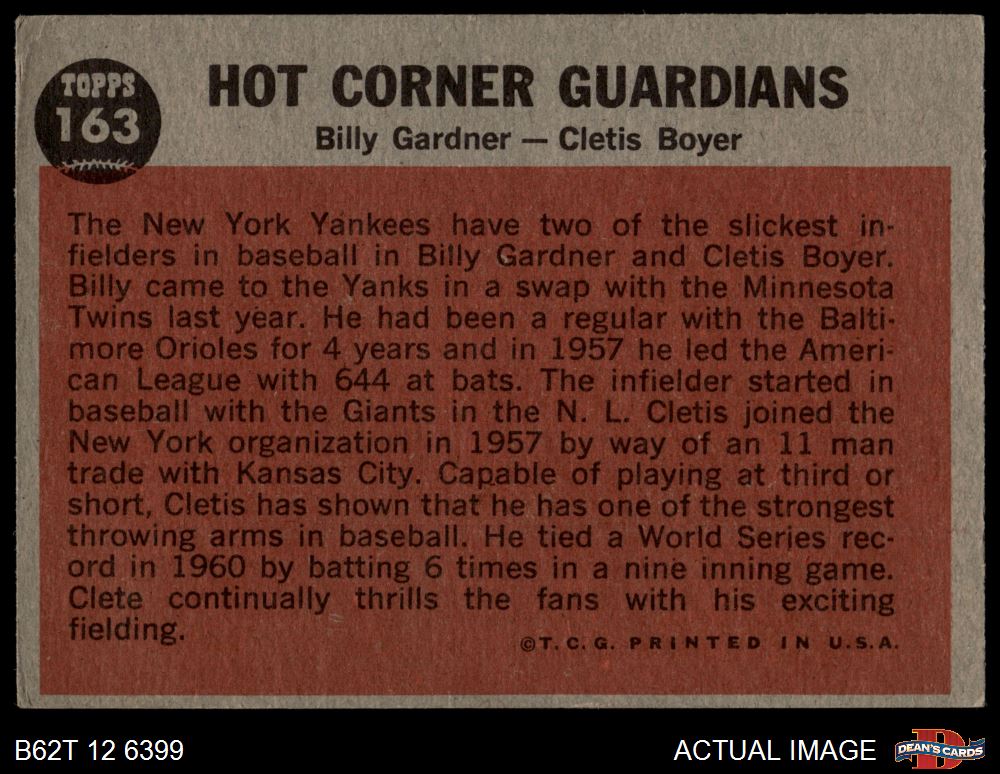 TOPPS
163
HOT CORNER GUARDIANS
Billy Gardner — Cletis Boyer
The New York Yankees have two of the slickest in-
fielders in baseball in Billy Gardner and Cletis Boyer.
Billy came to the Yanks in a swap with the Minnesota
Twins last year. He had been a regular with the Balti-
more Orioles for 4 years and in 1957 he led the Ameri-
can League with 644 at bats. The infielder started in
baseball with the Giants in the N. L. Cletis joined the
New York organization in 1957 by way of an 11 man
trade with Kansas City. Capable of playing at third or
short, Cletis has shown that he has one of the strongest
throwing arms in baseball. He tied a World Series rec-
ord in 1960 by batting 6 times in a nine inning game.
Clete continually thrills the fans with his exciting
fielding.
©T. C. G. PRINTED IN U.S.A.
B62T 12 6399
ACTUAL IMAGE
D
DEAN'S CARDS